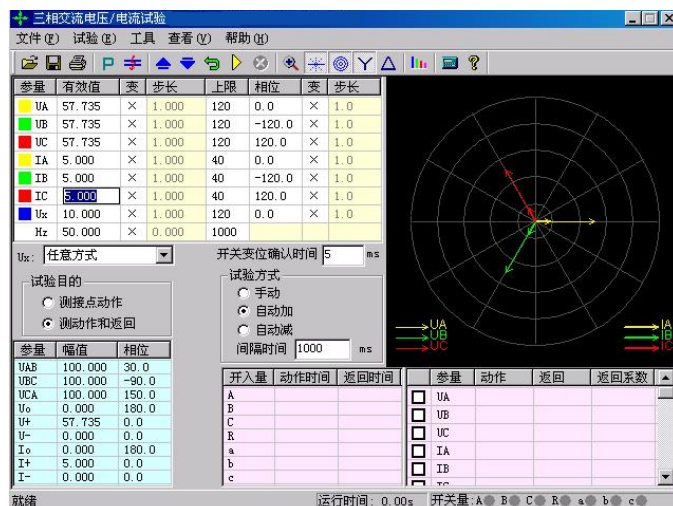 三相交流电压/电流试验
文件(F) 试验(E) 工具 查看(V) 帮助(H)
参量 有效值 变 步长 上限 相位 变 步长
UA 57.735 × 1.000 120 0.0 × 1.0
UB 57.735 × 1.000 120 -120.0 × 1.0
UC 57.735 × 1.000 120 120.0 × 1.0
IA 5.000 × 1.000 40 0.0 × 1.0
IB 5.000 × 1.000 40 -120.0 × 1.0
IC 5.000 × 1.000 40 120.0 × 1.0
Ux 10.000 × 1.000 120 0.0 × 1.0
Hz 50.000 × 0.000 1000
Ux: 任意方式 开关变位确认时间 5 ms
试验目的
测接点动作
测动作和返回
试验方式
手动
自动加
自动减
间隔时间 1000 ms
UA
UB
UC
IA
IB
IC
参量 幅值 相位
UAB 100.000 30.0
UBC 100.000 -90.0
UCA 100.000 150.0
Uo 0.000 180.0
U+ 57.735 0.0
U- 0.000 0.0
Io 0.000 180.0
I+ 5.000 0.0
I- 0.000 0.0
开入量 动作时间 返回时间
A
B
C
R
a
b
c
参量 动作 返回 返回系数
UA
UB
UC
IA
IB
IC
就绪 运行时间: 0.00s 开关量:A B C R a b c